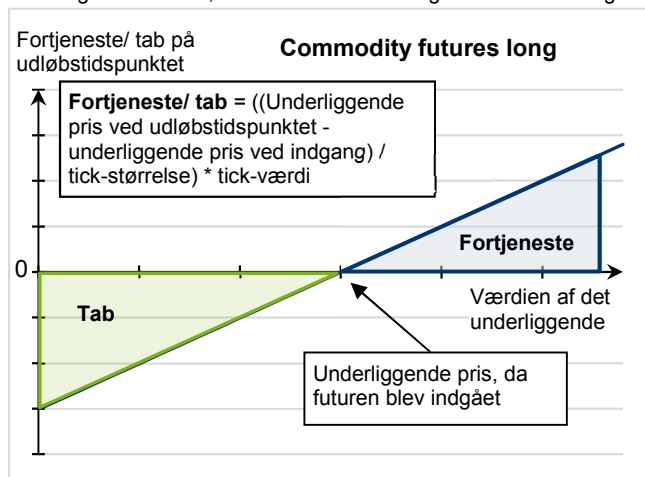 Fortjeneste/ tab på
udløbstidspunktet
Commodity futures long
Fortjeneste/ tab = ((Underliggende
pris ved udløbstidspunktet -
underliggende pris ved indgang) /
tick-størrelse) * tick-værdi
Fortjeneste
0
Tab
Værdien af det
underliggende
Underliggende pris, da
futuren blev indgået